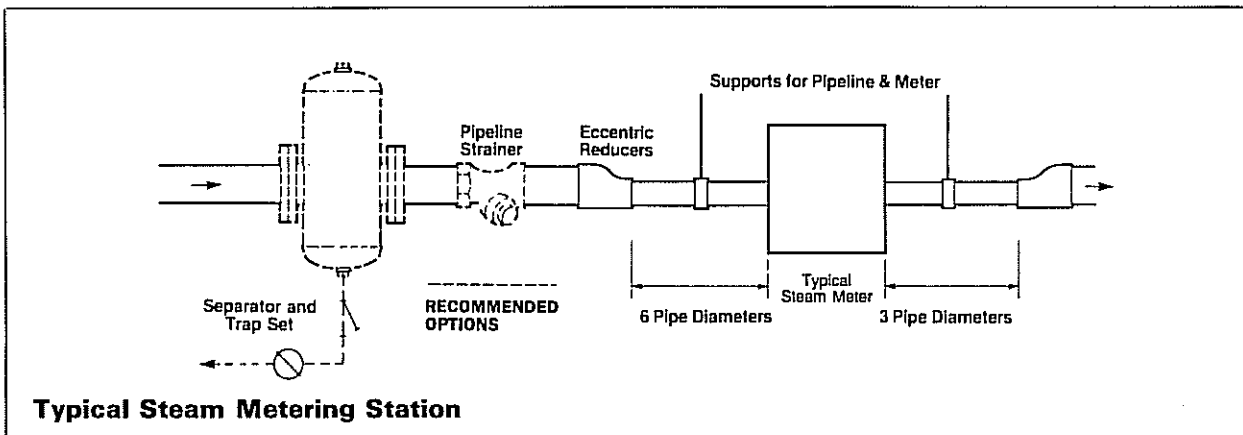 Supports for Pipeline & Meter
Pipeline
Strainer
Eccentric
Reducers
Separator and
Trap Set
RECOMMENDED
OPTIONS
6 Pipe Diameters
Typical
Steam Meter
3 Pipe Diameters
Typical Steam Metering Station